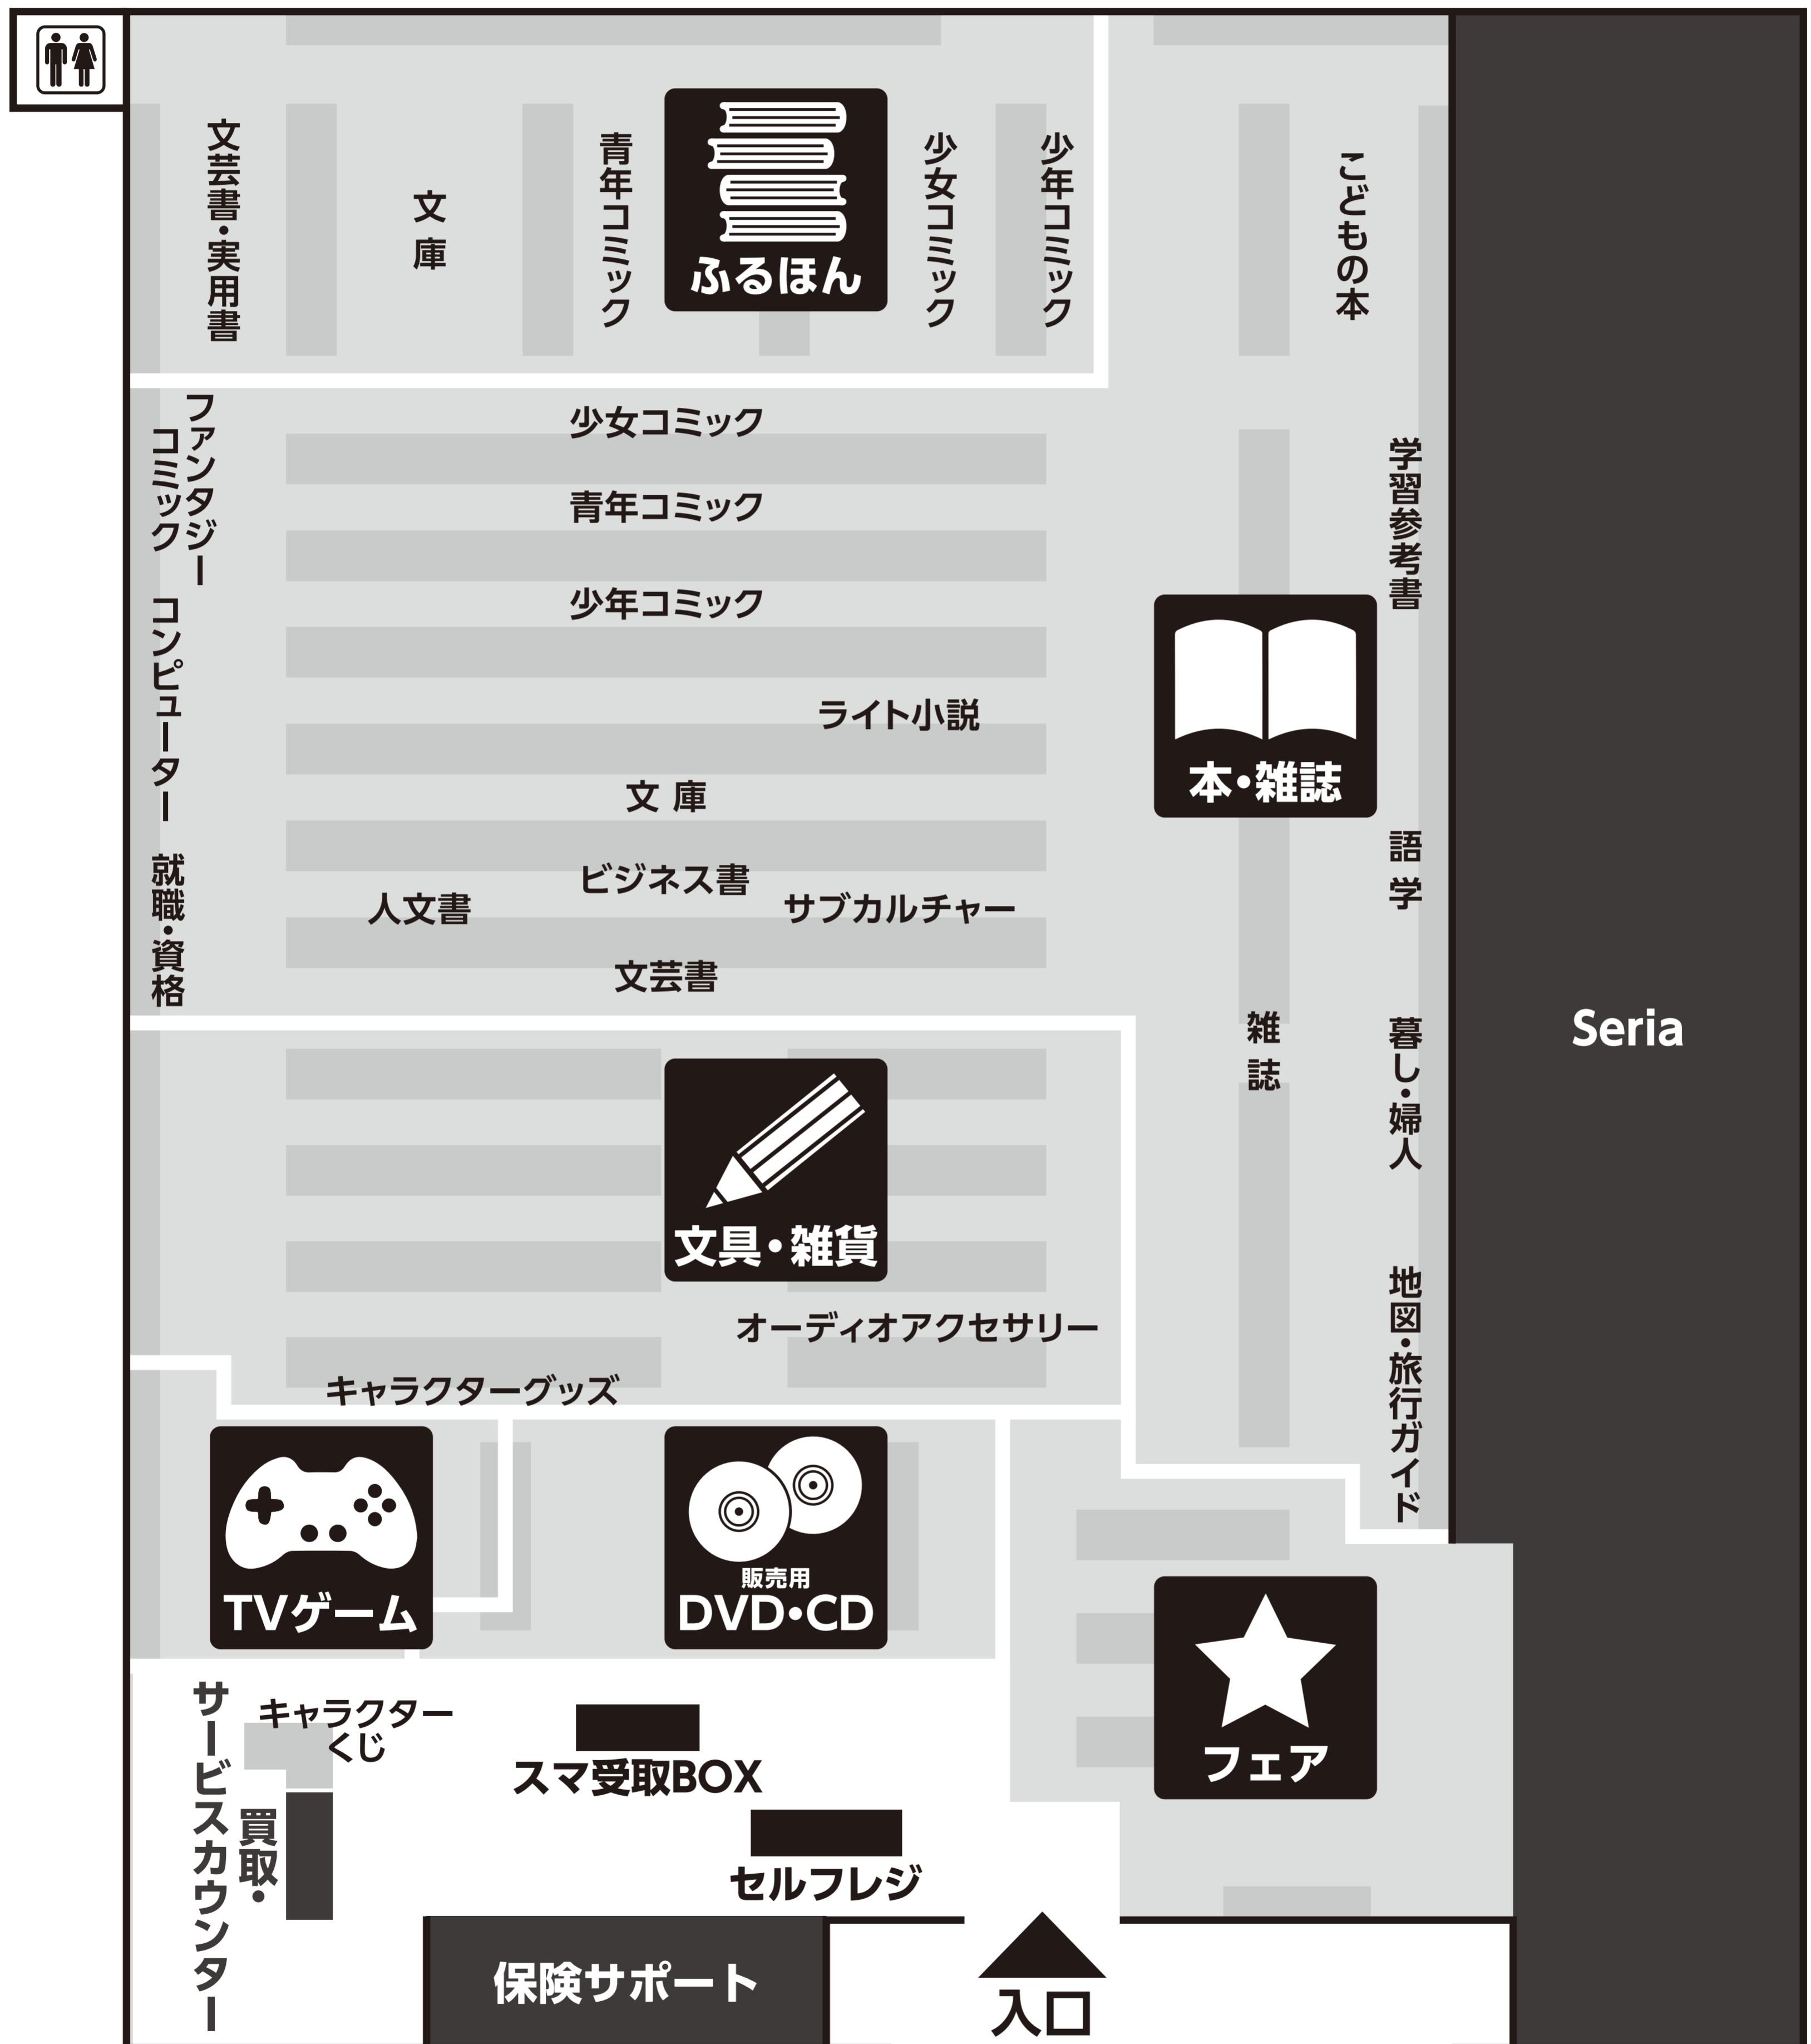 文芸書・実用書
文庫
青年コミック
ふるほん
少女コミック
少年コミック
こどもの本
ファンタジー
コミック
少女コミック
青年コミック
少年コミック
学習参考書
コンピューター
ライト小説
本・雑誌
文庫
語学
就職・資格
人文書
ビジネス書
サブカルチャー
文芸書
雑誌
暮し・婦人
Seria
文具・雑貨
オーディオアクセサリー
キャラクターグッズ
地図・旅行ガイド
TVゲーム
販売用
DVD・CD
フェア
キャラクター
くじ
スマ受取BOX
買取・
サービスカウンター
セルフレジ
保険サポート
入口